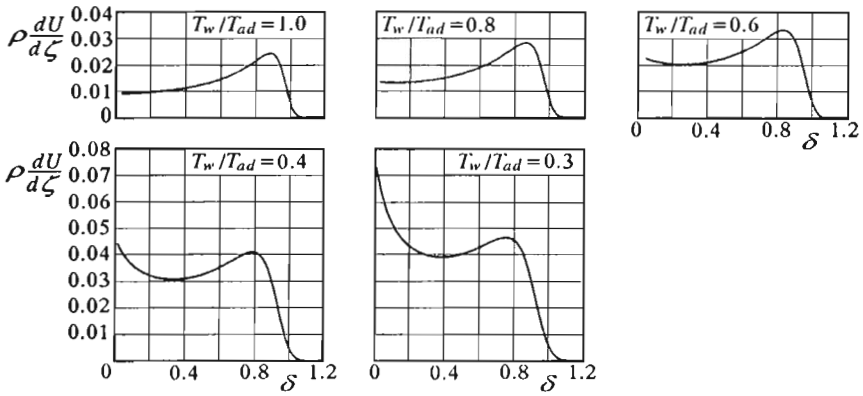 0.04 T_w/T_ad=1.0 T_w/T_ad=0.8 T_w/T_ad=0.6
ρ dU/dζ 0.03
0.02
0.01
0
0 0.4 0.8 1.2
δ
0.08 T_w/T_ad=0.4 T_w/T_ad=0.3
ρ dU/dζ 0.07
0.06
0.05
0.04
0.03
0.02
0.01
0 0.4 0.8 1.2 0 0.4 0.8 1.2
δ δ